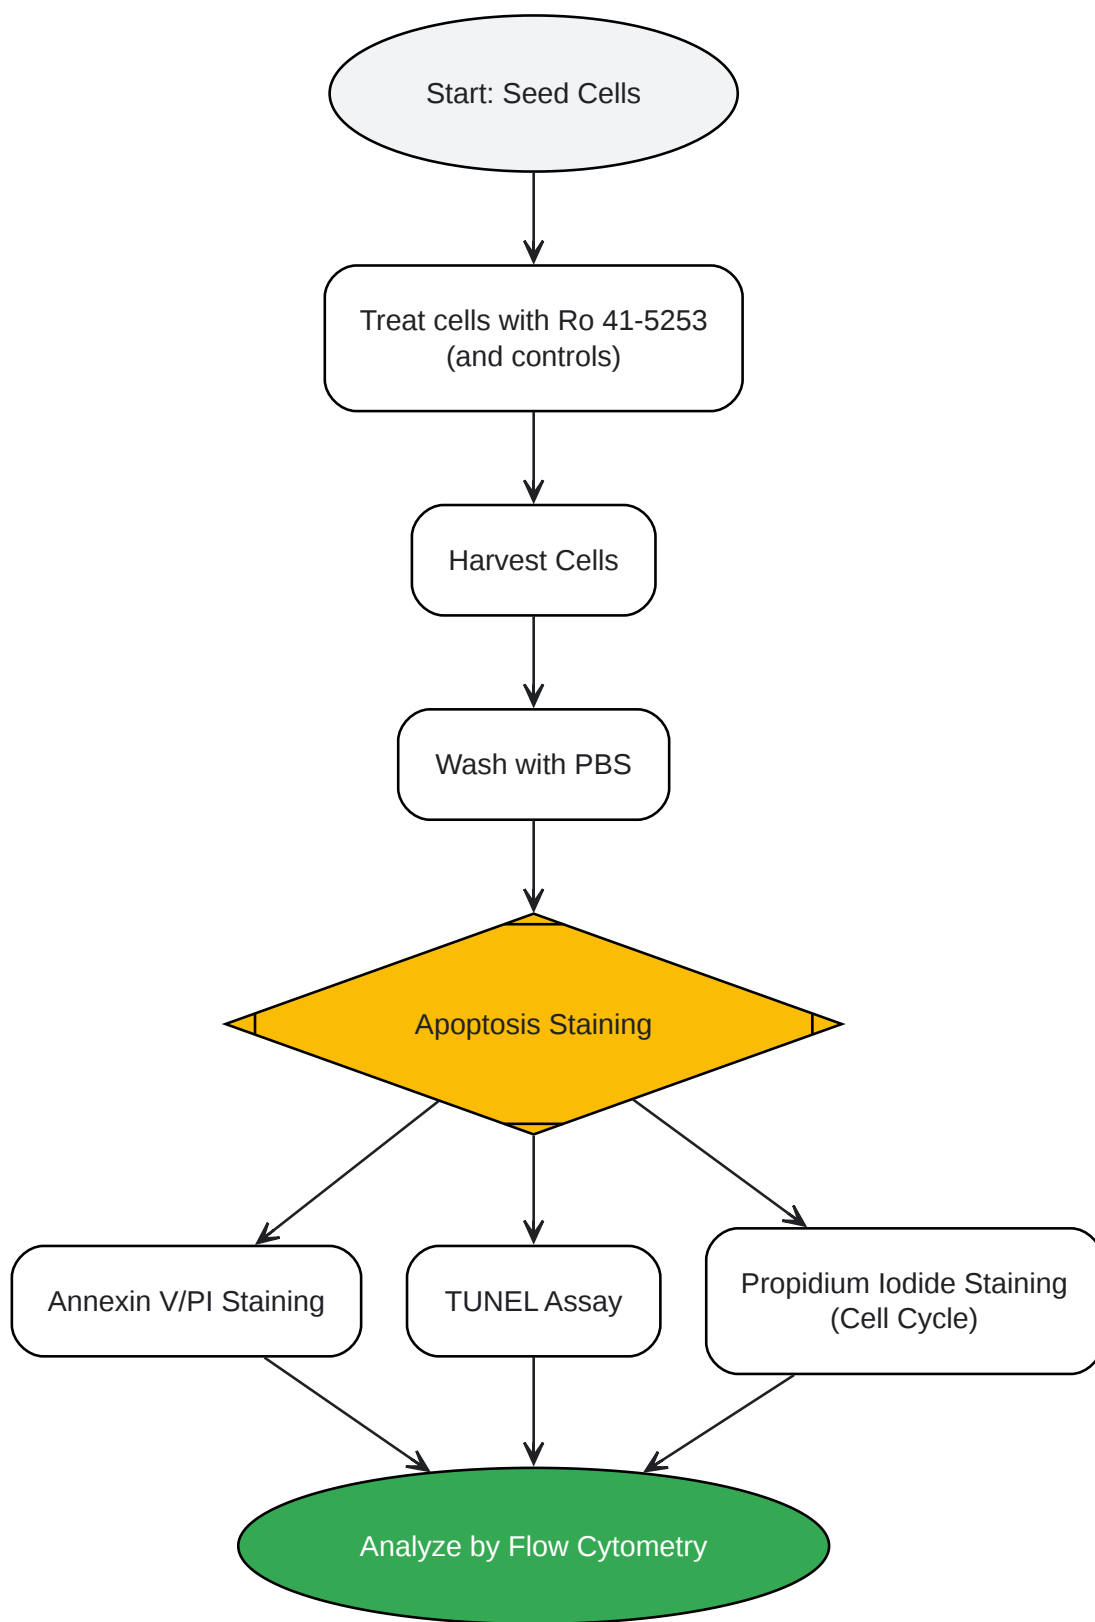 Start: Seed Cells
Treat cells with Ro 41-5253
(and controls)
Harvest Cells
Wash with PBS
Apoptosis Staining
Annexin V/PI Staining
TUNEL Assay
Propidium Iodide Staining
(Cell Cycle)
Analyze by Flow Cytometry